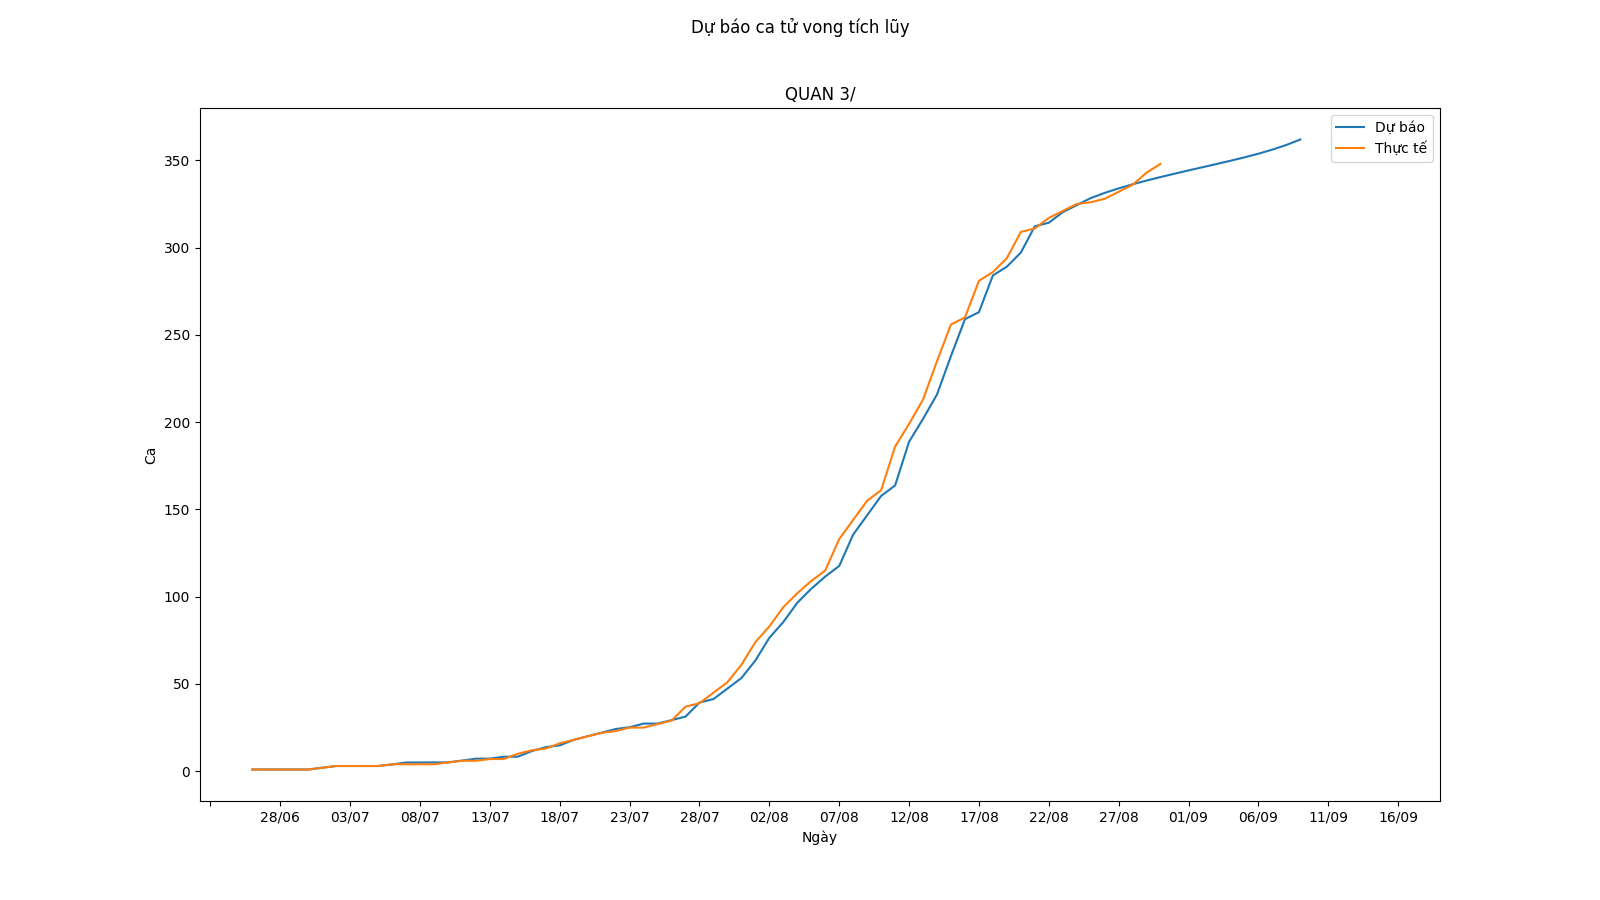 Dự báo ca tử vong tích lũy
QUAN 3/
Dự báo
Thực tế
350
300
250
200
150
100
50
0
Ca
28/06 03/07 08/07 13/07 18/07 23/07 28/07 02/08 07/08 12/08 17/08 22/08 27/08 01/09 06/09 11/09 16/09
Ngày